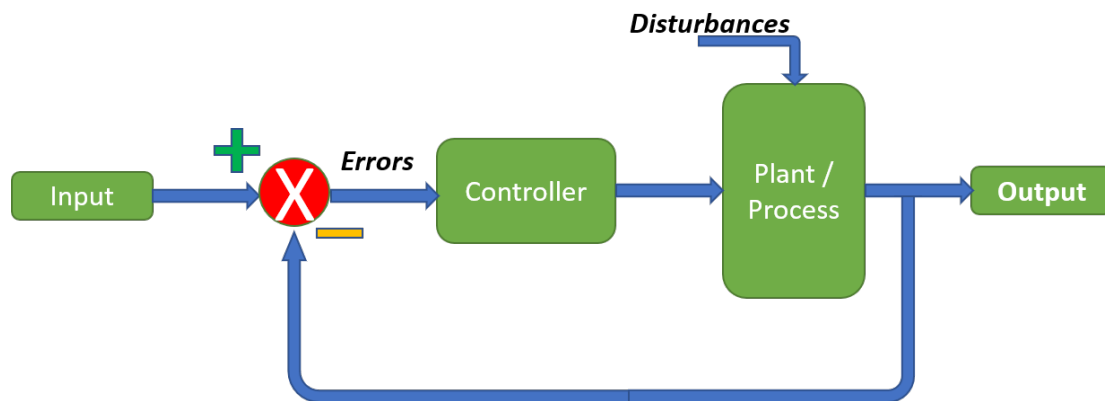 Disturbances
+
Errors
Input
X
Controller
Plant /
Process
Output
−